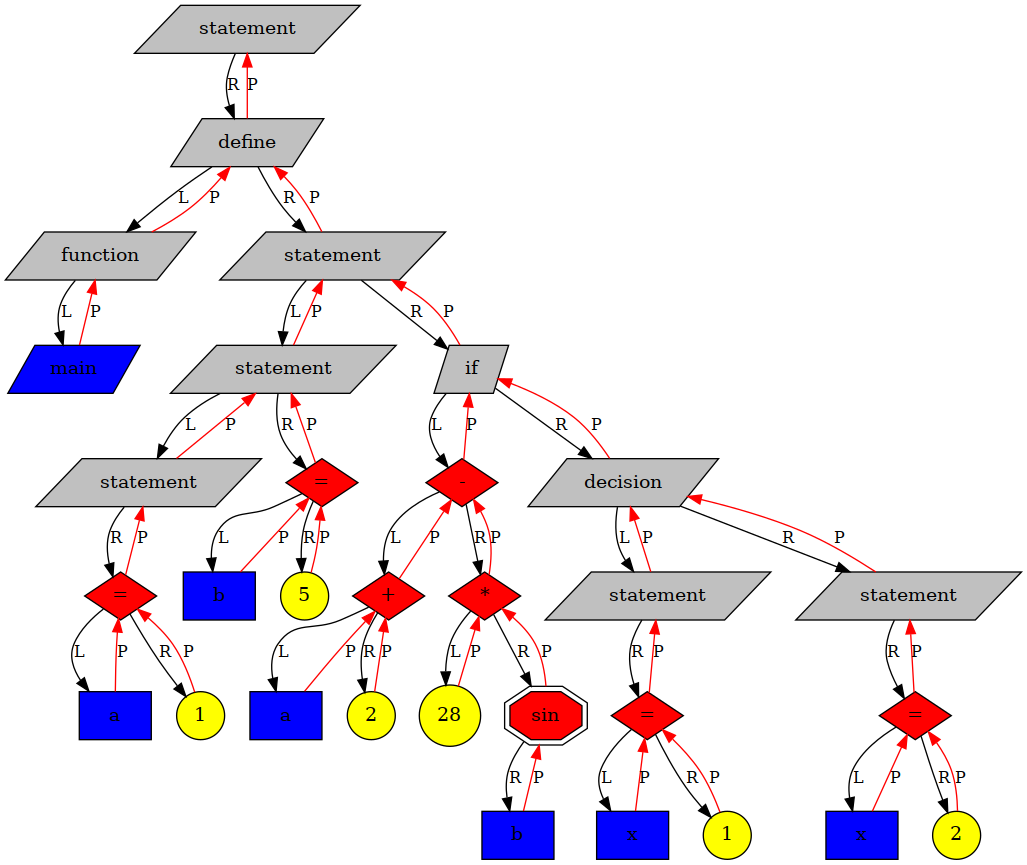 statement
R P
define
L P R P
function statement
L P L P R P
main statement if
L P R P L P R P
statement = - decision
R P L P R P L P R P L P R P
= b 5 + * statement statement
L P R P L P R P L P R P R P R P
a 1 a 2 28 sin = =
R P L P R P L P R P
b x 1 x 2